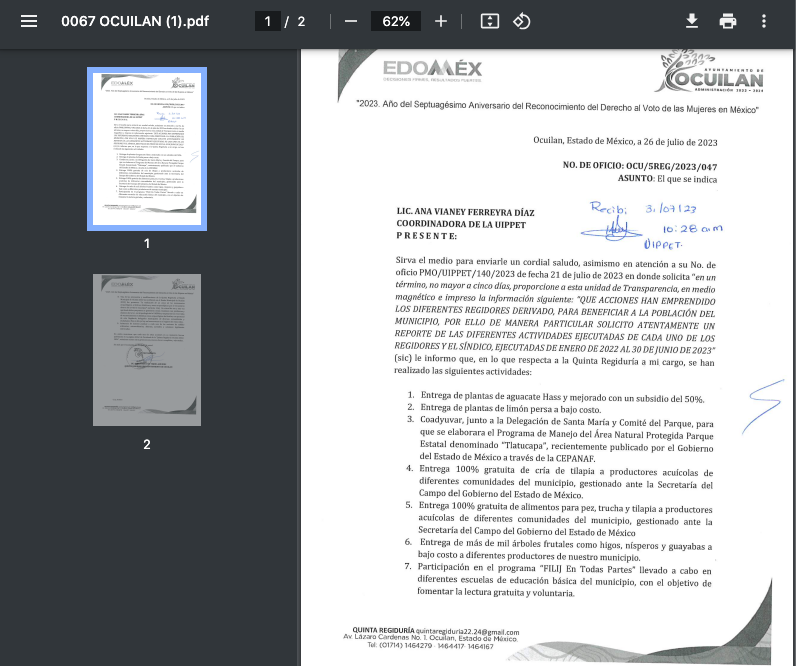 0067 OCUILAN (1).pdf
1 / 2
62%
EDOMÉX
DECISIONES FIRMES, RESULTADOS FUERTES.
AYUNTAMIENTO DE
OCUILAN
ADMINISTRACIÓN 2022 - 2024
"2023. Año del Septuagésimo Aniversario del Reconocimiento del Derecho al Voto de las Mujeres en México"
Ocuilan, Estado de México, a 26 de julio de 2023
NO. DE OFICIO: OCU/5REG/2023/047
ASUNTO: El que se indica
Recibi 31/07/23
10:28 am
UIPPET.
LIC. ANA VIANEY FERREYRA DÍAZ
COORDINADORA DE LA UIPPET
P R E S E N T E :
Sirva el medio para enviarle un cordial saludo, asimismo en atención a su No. de
oficio PMO/UIPPET/140/2023 de fecha 21 de julio de 2023 en donde solicita "en un
término, no mayor a cinco días, proporcione a esta unidad de Transparencia, en medio
magnético e impreso la información siguiente: "QUE ACCIONES HAN EMPRENDIDO
LOS DIFERENTES REGIDORES DERIVADO, PARA BENEFICIAR A LA POBLACIÓN DEL
MUNICIPIO, POR ELLO DE MANERA PARTICULAR SOLICITO ATENTAMENTE UN
REPORTE DE LAS DIFERENTES ACTIVIDADES EJECUTADAS DE CADA UNO DE LOS
REGIDORES Y EL SÍNDICO, EJECUTADAS DE ENERO DE 2022 AL 30 DE JUNIO DE 2023"
(sic) le informo que, en lo que respecta a la Quinta Regiduría a mi cargo, se han
realizado las siguientes actividades:
1. Entrega de plantas de aguacate Hass y mejorado con un subsidio del 50%.
2. Entrega de plantas de limón persa a bajo costo.
3. Coadyuvar, junto a la Delegación de Santa María y Comité del Parque, para
que se elaborara el Programa de Manejo del Área Natural Protegida Parque
Estatal denominado "Tlatucapa", recientemente publicado por el Gobierno
del Estado de México a través de la CEPANAF.
4. Entrega 100% gratuita de cría de tilapia a productores acuícolas de
diferentes comunidades del municipio, gestionado ante la Secretaría del
Campo del Gobierno del Estado de México.
5. Entrega 100% gratuita de alimentos para pez, trucha y tilapia a productores
acuícolas de diferentes comunidades del municipio, gestionado ante la
Secretaría del Campo del Gobierno del Estado de México
6. Entrega de más de mil árboles frutales como higos, nísperos y guayabas a
bajo costo a diferentes productores de nuestro municipio.
7. Participación en el programa "FILIJ En Todas Partes" llevado a cabo en
diferentes escuelas de educación básica del municipio, con el objetivo de
fomentar la lectura gratuita y voluntaria.
QUINTA REGIDURÍA quintaregiduria22.24@gmail.com
Av. Lázaro Cárdenas No. 1. Ocuilan, Estado de México.
Tel: (01714) 1464279 · 1464417· 1464167
1
2